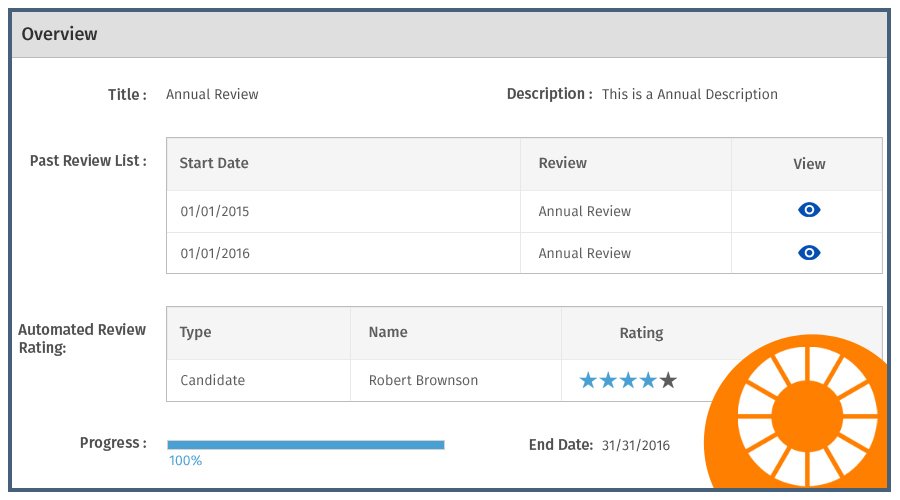 Overview
Title : Annual Review
Description : This is a Annual Description
Past Review List :
Start Date Review View
01/01/2015 Annual Review
01/01/2016 Annual Review
Automated Review
Rating:
Type Name Rating
Candidate Robert Brownson
Progress :
100%
End Date: 31/31/2016